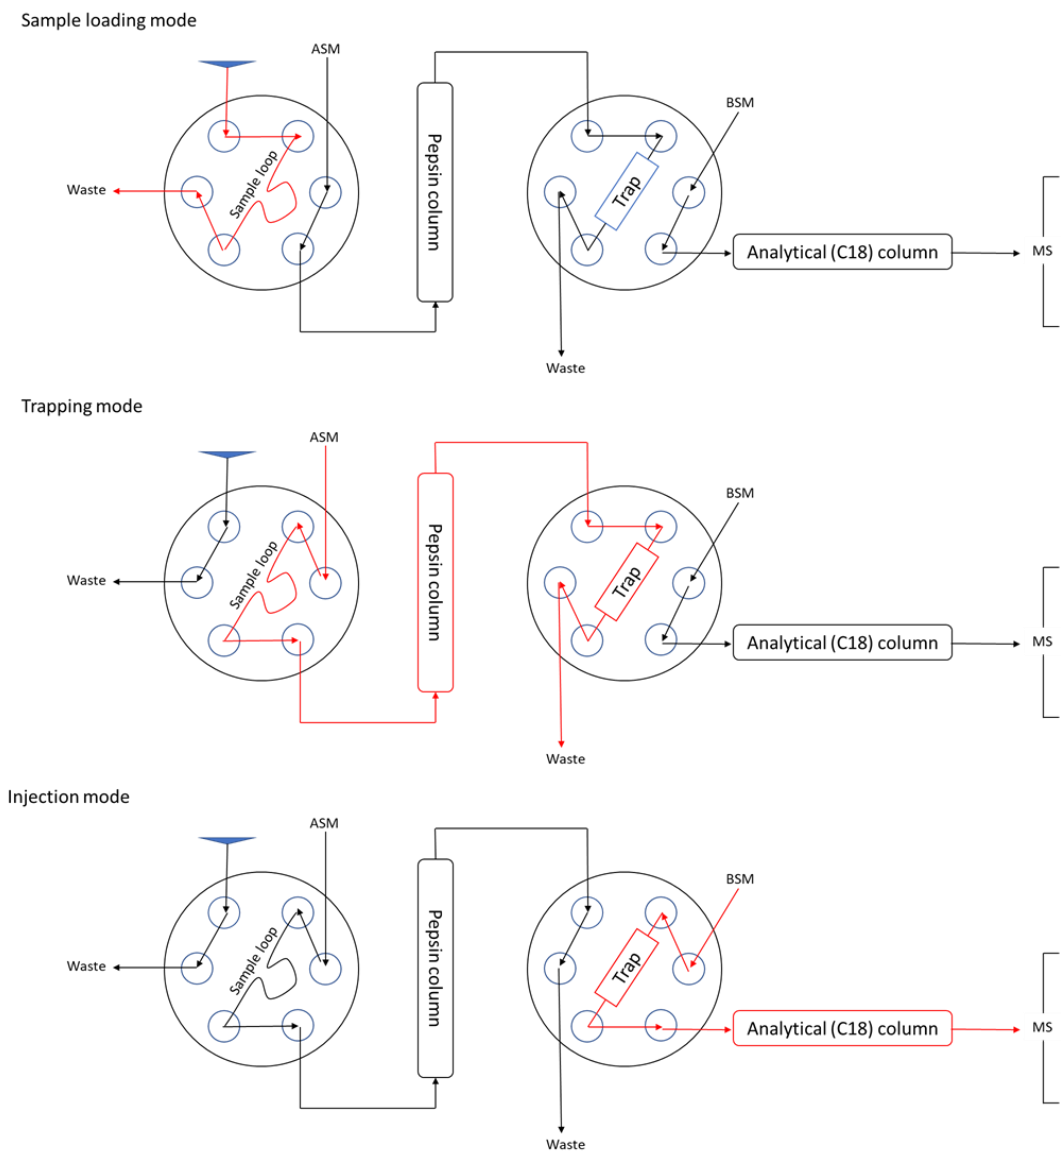 Sample loading mode
ASM
BSM
Waste
Sample loop
Pepsin column
Trap
Analytical (C18) column
MS
Waste
Trapping mode
ASM
BSM
Waste
Sample loop
Pepsin column
Trap
Analytical (C18) column
MS
Waste
Injection mode
ASM
BSM
Waste
Sample loop
Pepsin column
Trap
Analytical (C18) column
MS
Waste